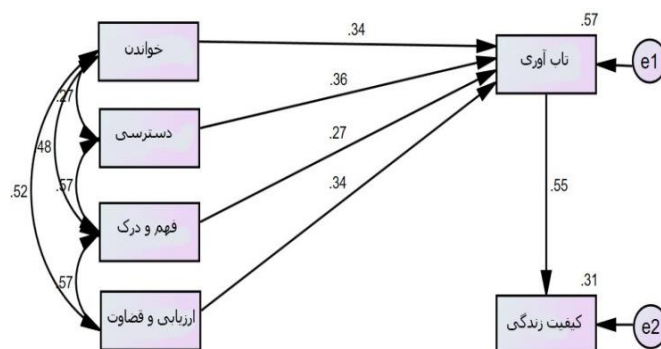 .57
خواندن
.34
تاب آوری
e1
.27
.36
دسترسی
.48
.27
.52
.57
.34
.55
فهم و درک
.57
.31
ارزیابی و قضاوت
کیفیت زندگی
e2